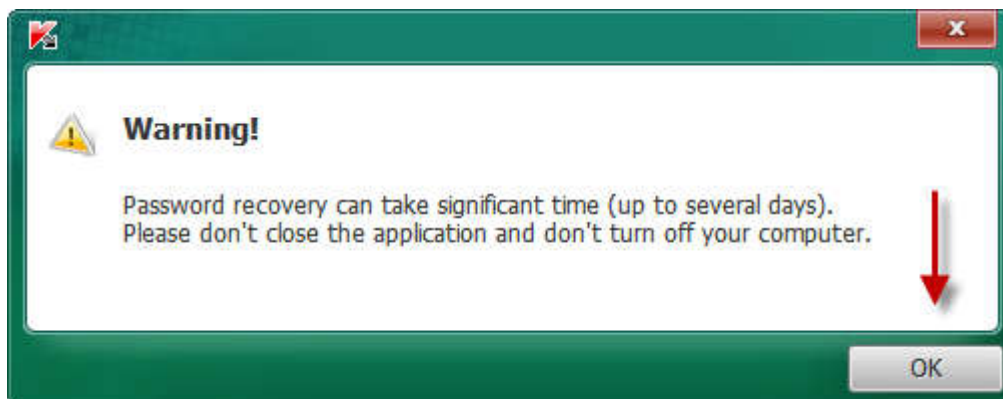 Warning!
Password recovery can take significant time (up to several days).
Please don't close the application and don't turn off your computer.
OK